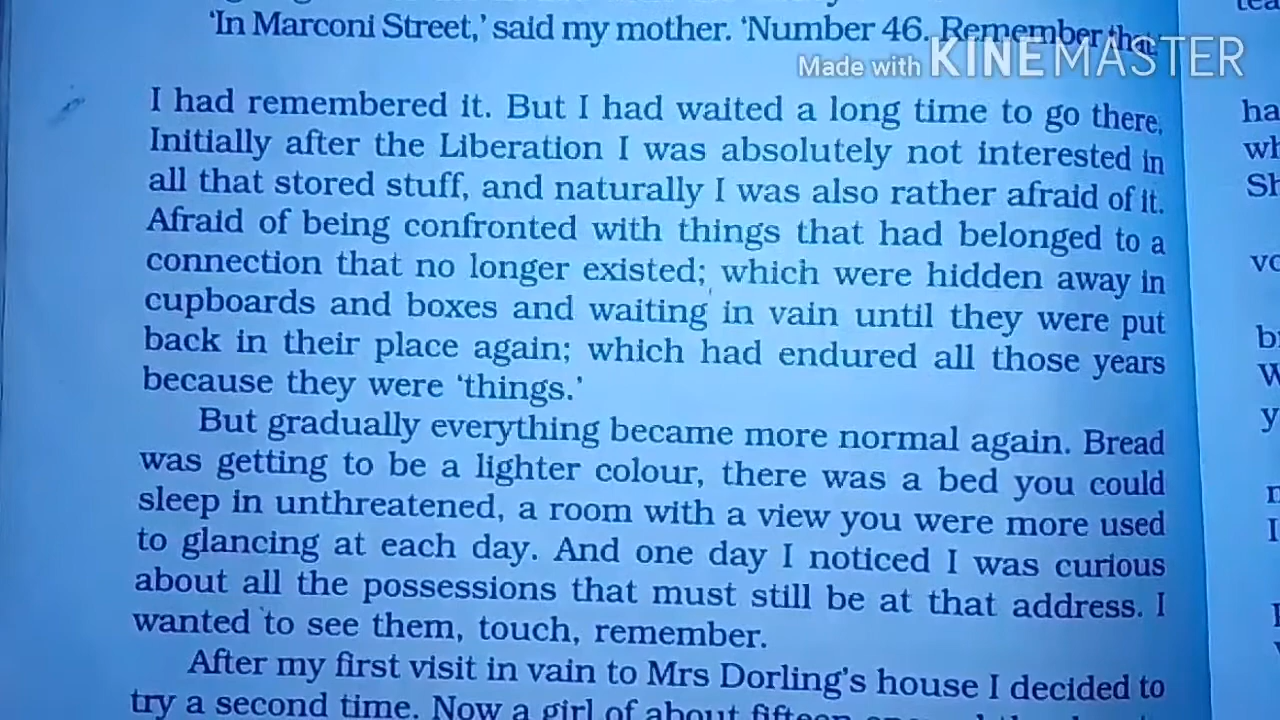 'In Marconi Street,' said my mother. 'Number 46. Remember that.
Made with KINEMASTER
I had remembered it. But I had waited a long time to go there.
Initially after the Liberation I was absolutely not interested in
all that stored stuff, and naturally I was also rather afraid of it.
Afraid of being confronted with things that had belonged to a
connection that no longer existed; which were hidden away in
cupboards and boxes and waiting in vain until they were put
back in their place again; which had endured all those years
because they were 'things.'
But gradually everything became more normal again. Bread
was getting to be a lighter colour, there was a bed you could
sleep in unthreatened, a room with a view you were more used
to glancing at each day. And one day I noticed I was curious
about all the possessions that must still be at that address. I
wanted to see them, touch, remember.
After my first visit in vain to Mrs Dorling's house I decided to
try a second time. Now a girl of about fifteen